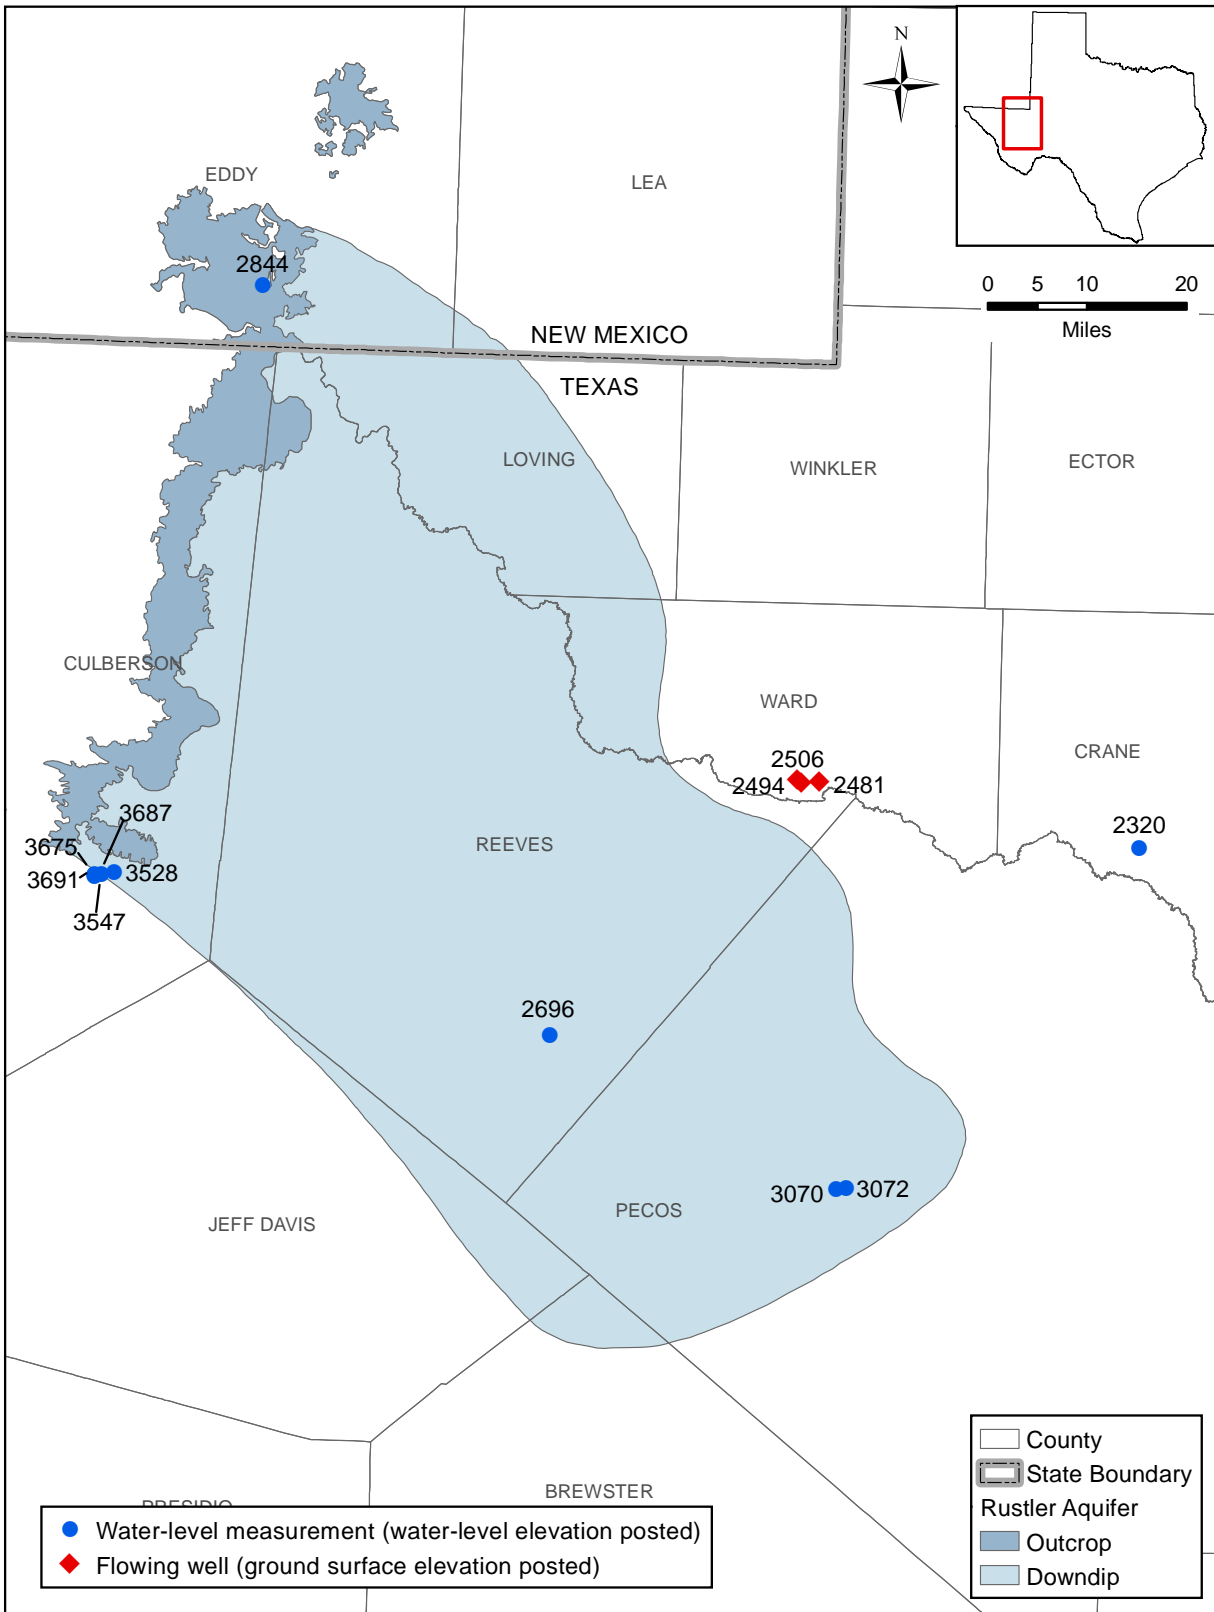 N
EDDY
LEA
2844
0 5 10 20
Miles
NEW MEXICO
TEXAS
LOVING
WINKLER
ECTOR
CULBERSON
WARD
CRANE
2506
2494
2481
2320
3687
3675
3691
3528
3547
REEVES
2696
3070
3072
PECOS
JEFF DAVIS
BREWSTER
PRESIDIO
Water-level measurement (water-level elevation posted)
Flowing well (ground surface elevation posted)
County
State Boundary
Rustler Aquifer
Outcrop
Downdip